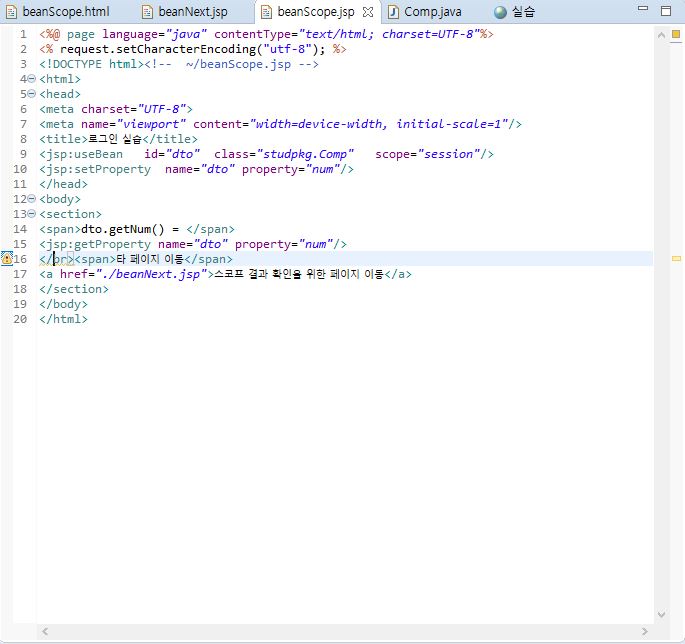 beanScope.html beanNext.jsp beanScope.jsp Comp.java 실습
1 <%@ page language="java" contentType="text/html; charset=UTF-8"%>
2 <% request.setCharacterEncoding("utf-8"); %>
3 <!DOCTYPE html><!--  ~/beanScope.jsp -->
4 <html>
5 <head>
6 <meta charset="UTF-8">
7 <meta name="viewport" content="width=device-width, initial-scale=1"/>
8 <title>로그인 실습</title>
9 <jsp:useBean   id="dto"  class="studpkg.Comp"   scope="session"/>
10 <jsp:setProperty  name="dto" property="num"/>
11 </head>
12 <body>
13 <section>
14 <span>dto.getNum() = </span>
15 <jsp:getProperty name="dto" property="num"/>
16 </br><span>타 페이지 이동</span>
17 <a href="./beanNext.jsp">스코프 결과 확인을 위한 페이지 이동</a>
18 </section>
19 </body>
20 </html>